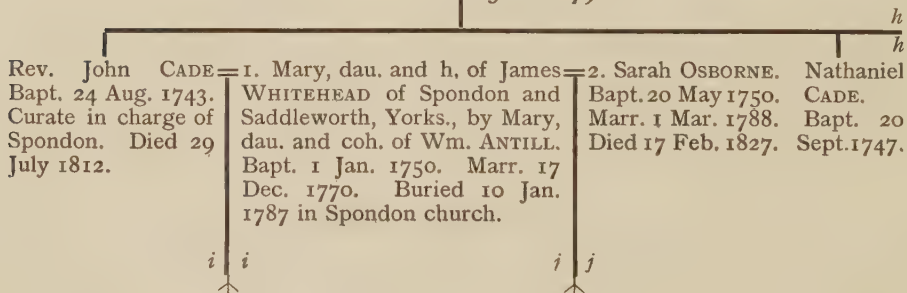 h
h
Rev. John CADE=
Bapt. 24 Aug. 1743.
Curate in charge of
Spondon. Died 29
July 1812.
1. Mary, dau. and h. of James=
WHITEHEAD of Spondon and
Saddleworth, Yorks., by Mary,
dau. and coh. of Wm. ANTILL.
Bapt. 1 Jan. 1750. Marr. 17
Dec. 1770. Buried 10 Jan.
1787 in Spondon church.
2. Sarah OSBORNE.
Bapt. 20 May 1750.
Marr. 1 Mar. 1788.
Died 17 Feb. 1827.
Nathaniel
CADE.
Bapt. 20
Sept. 1747.
i i
j j